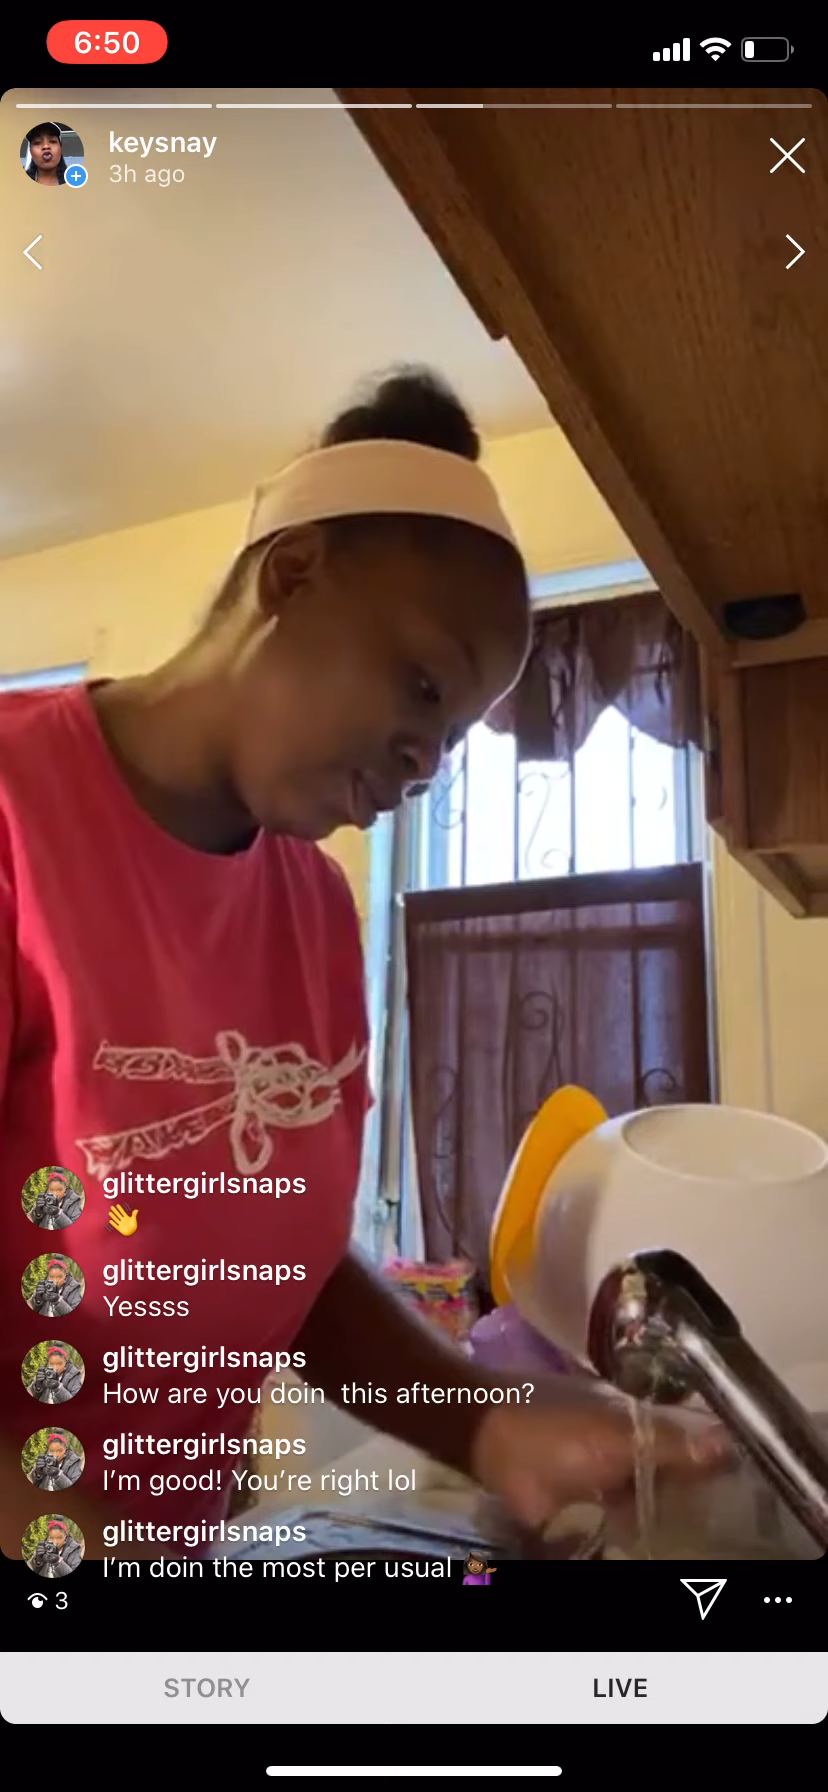 6:50
keysnay
3h ago
glittergirlsnaps
👋
glittergirlsnaps
Yessss
glittergirlsnaps
How are you doin  this afternoon?
glittergirlsnaps
I'm good! You're right lol
glittergirlsnaps
I'm doin the most per usual 💁🏾‍♀️
3
STORY
LIVE